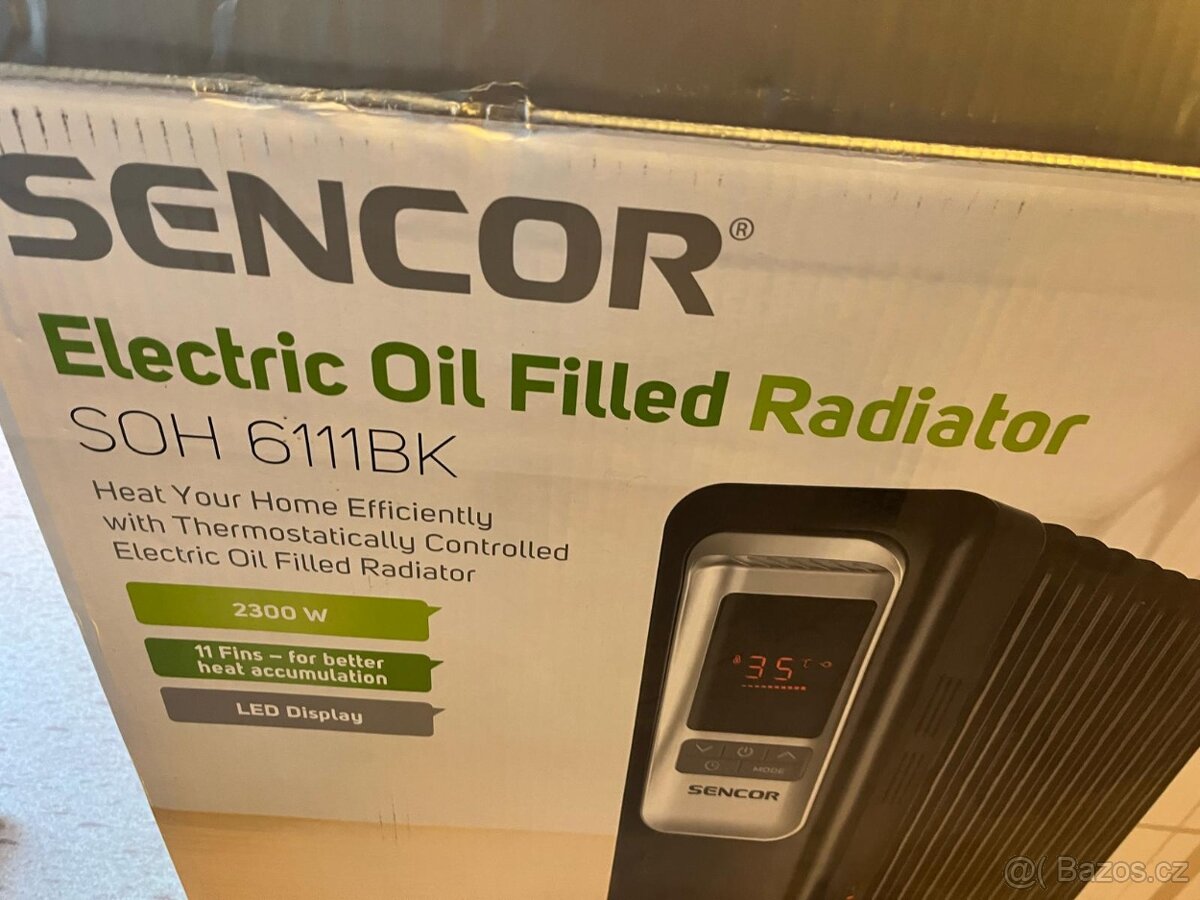 SENCOR®
Electric Oil Filled Radiator
SOH 6111BK
Heat Your Home Efficiently
with Thermostatically Controlled
Electric Oil Filled Radiator
2300 W
11 Fins – for better
heat accumulation
LED Display
35 °C
MODE
SENCOR
@( Bazos.cz